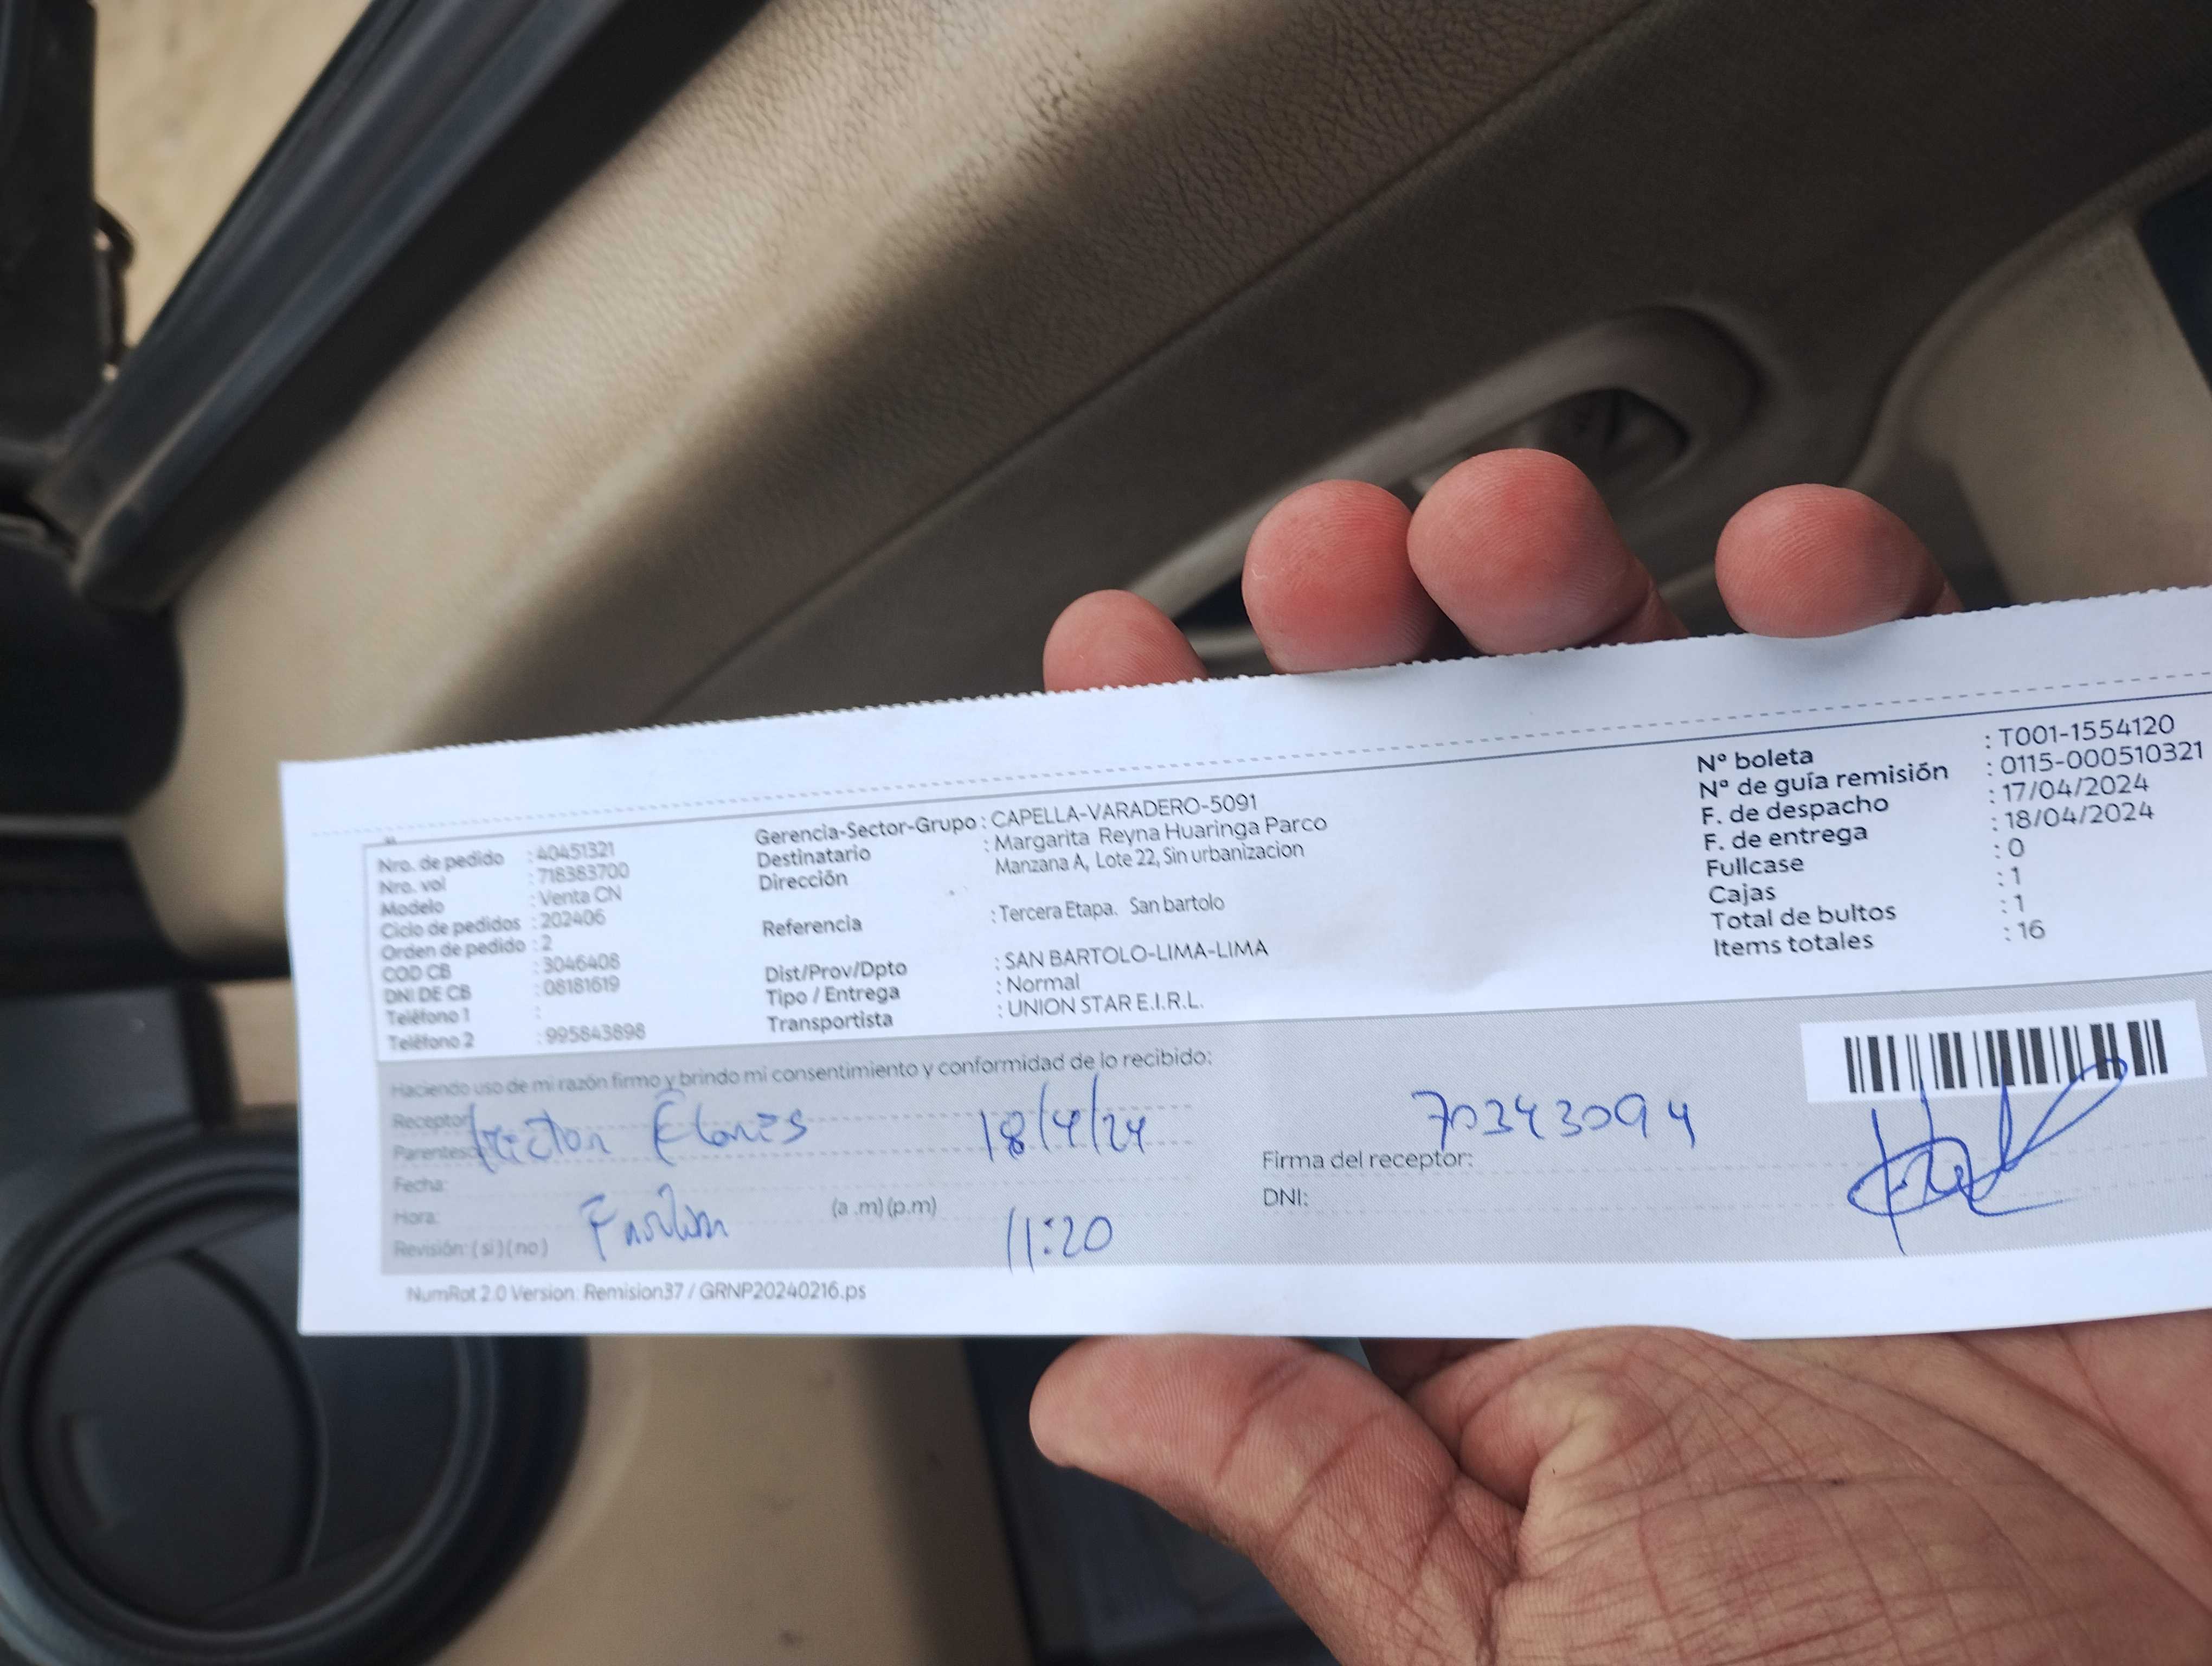 Nro. de pedido : 40451321
Nro. vol : 718383700
Modelo : Venta CN
Ciclo de pedidos : 202406
Orden de pedido : 2
COD CB : 3046408
DNI DE CB : 08181619
Teléfono 1 :
Teléfono 2 : 995843898
Gerencia-Sector-Grupo : CAPELLA-VARADERO-5091
Destinatario : Margarita Reyna Huaringa Parco
Dirección Manzana A, Lote 22, Sin urbanizacion
Referencia : Tercera Etapa. San bartolo
Dist/Prov/Dpto : SAN BARTOLO-LIMA-LIMA
Tipo / Entrega : Normal
Transportista : UNION STAR E.I.R.L.
N° boleta : T001-1554120
N° de guía remisión : 0115-000510321
F. de despacho : 17/04/2024
F. de entrega : 18/04/2024
Fullcase : 0
Cajas : 1
Total de bultos : 1
Items totales : 16
Haciendo uso de mi razón firmo y brindo mi consentimiento y conformidad de lo recibido:
Receptor
Parentesco
Flores 18/4/24
Fecha:
Hora: (a .m) (p.m)
Revisión: ( si ) ( no ) 11:20
70343094
Firma del receptor:
DNI:
NumRot 2.0 Version: Remision37 / GRNP20240216.ps